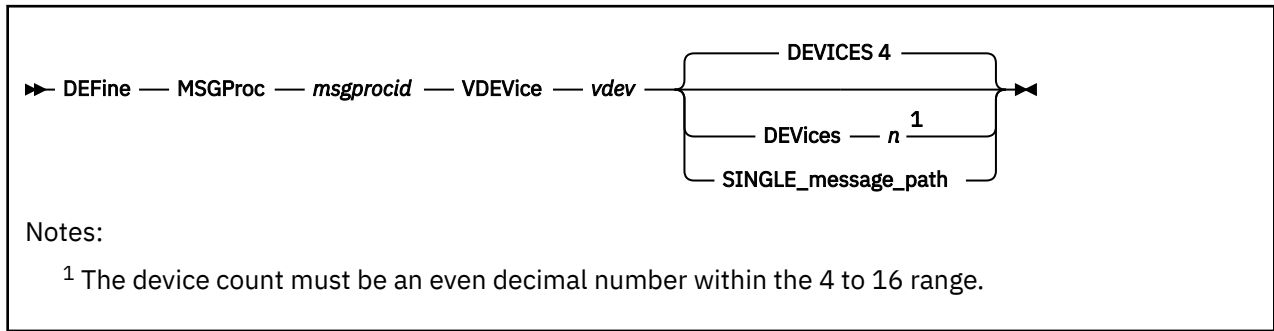 DEVICES 4
DEFine MSGProc msgprocid VDEVice vdev
DEVices n 1
SINGLE_message_path
Notes:
1 The device count must be an even decimal number within the 4 to 16 range.